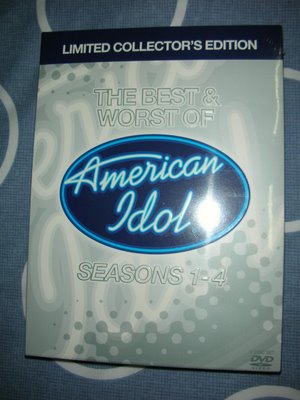 LIMITED COLLECTOR'S EDITION
THE BEST &
WORST OF
American
Idol
SEASONS 1-4
DVD